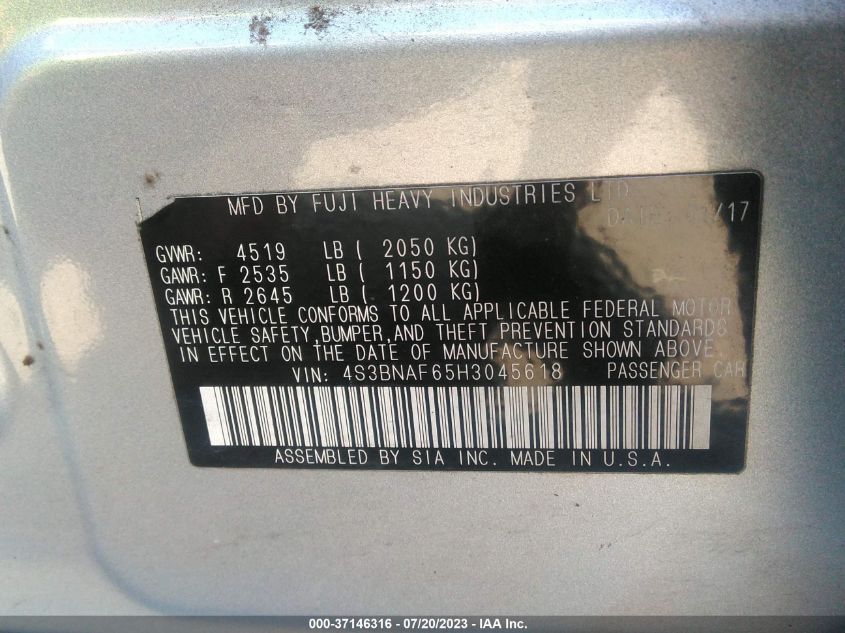 MFD BY FUJI HEAVY INDUSTRIES LTD
/17
GVWR: 4519 LB ( 2050 KG)
GAWR: F 2535 LB ( 1150 KG)
GAWR: R 2645 LB ( 1200 KG)
THIS VEHICLE CONFORMS TO ALL APPLICABLE FEDERAL MOTOR
VEHICLE SAFETY,BUMPER,AND THEFT PREVENTION STANDARDS
IN EFFECT ON THE DATE OF MANUFACTURE SHOWN ABOVE.
VIN: 4S3BNAF65H3045618 PASSENGER CAR
ASSEMBLED BY SIA INC. MADE IN U.S.A.
000-37146316 / 07/20/2023 - IAA Inc.